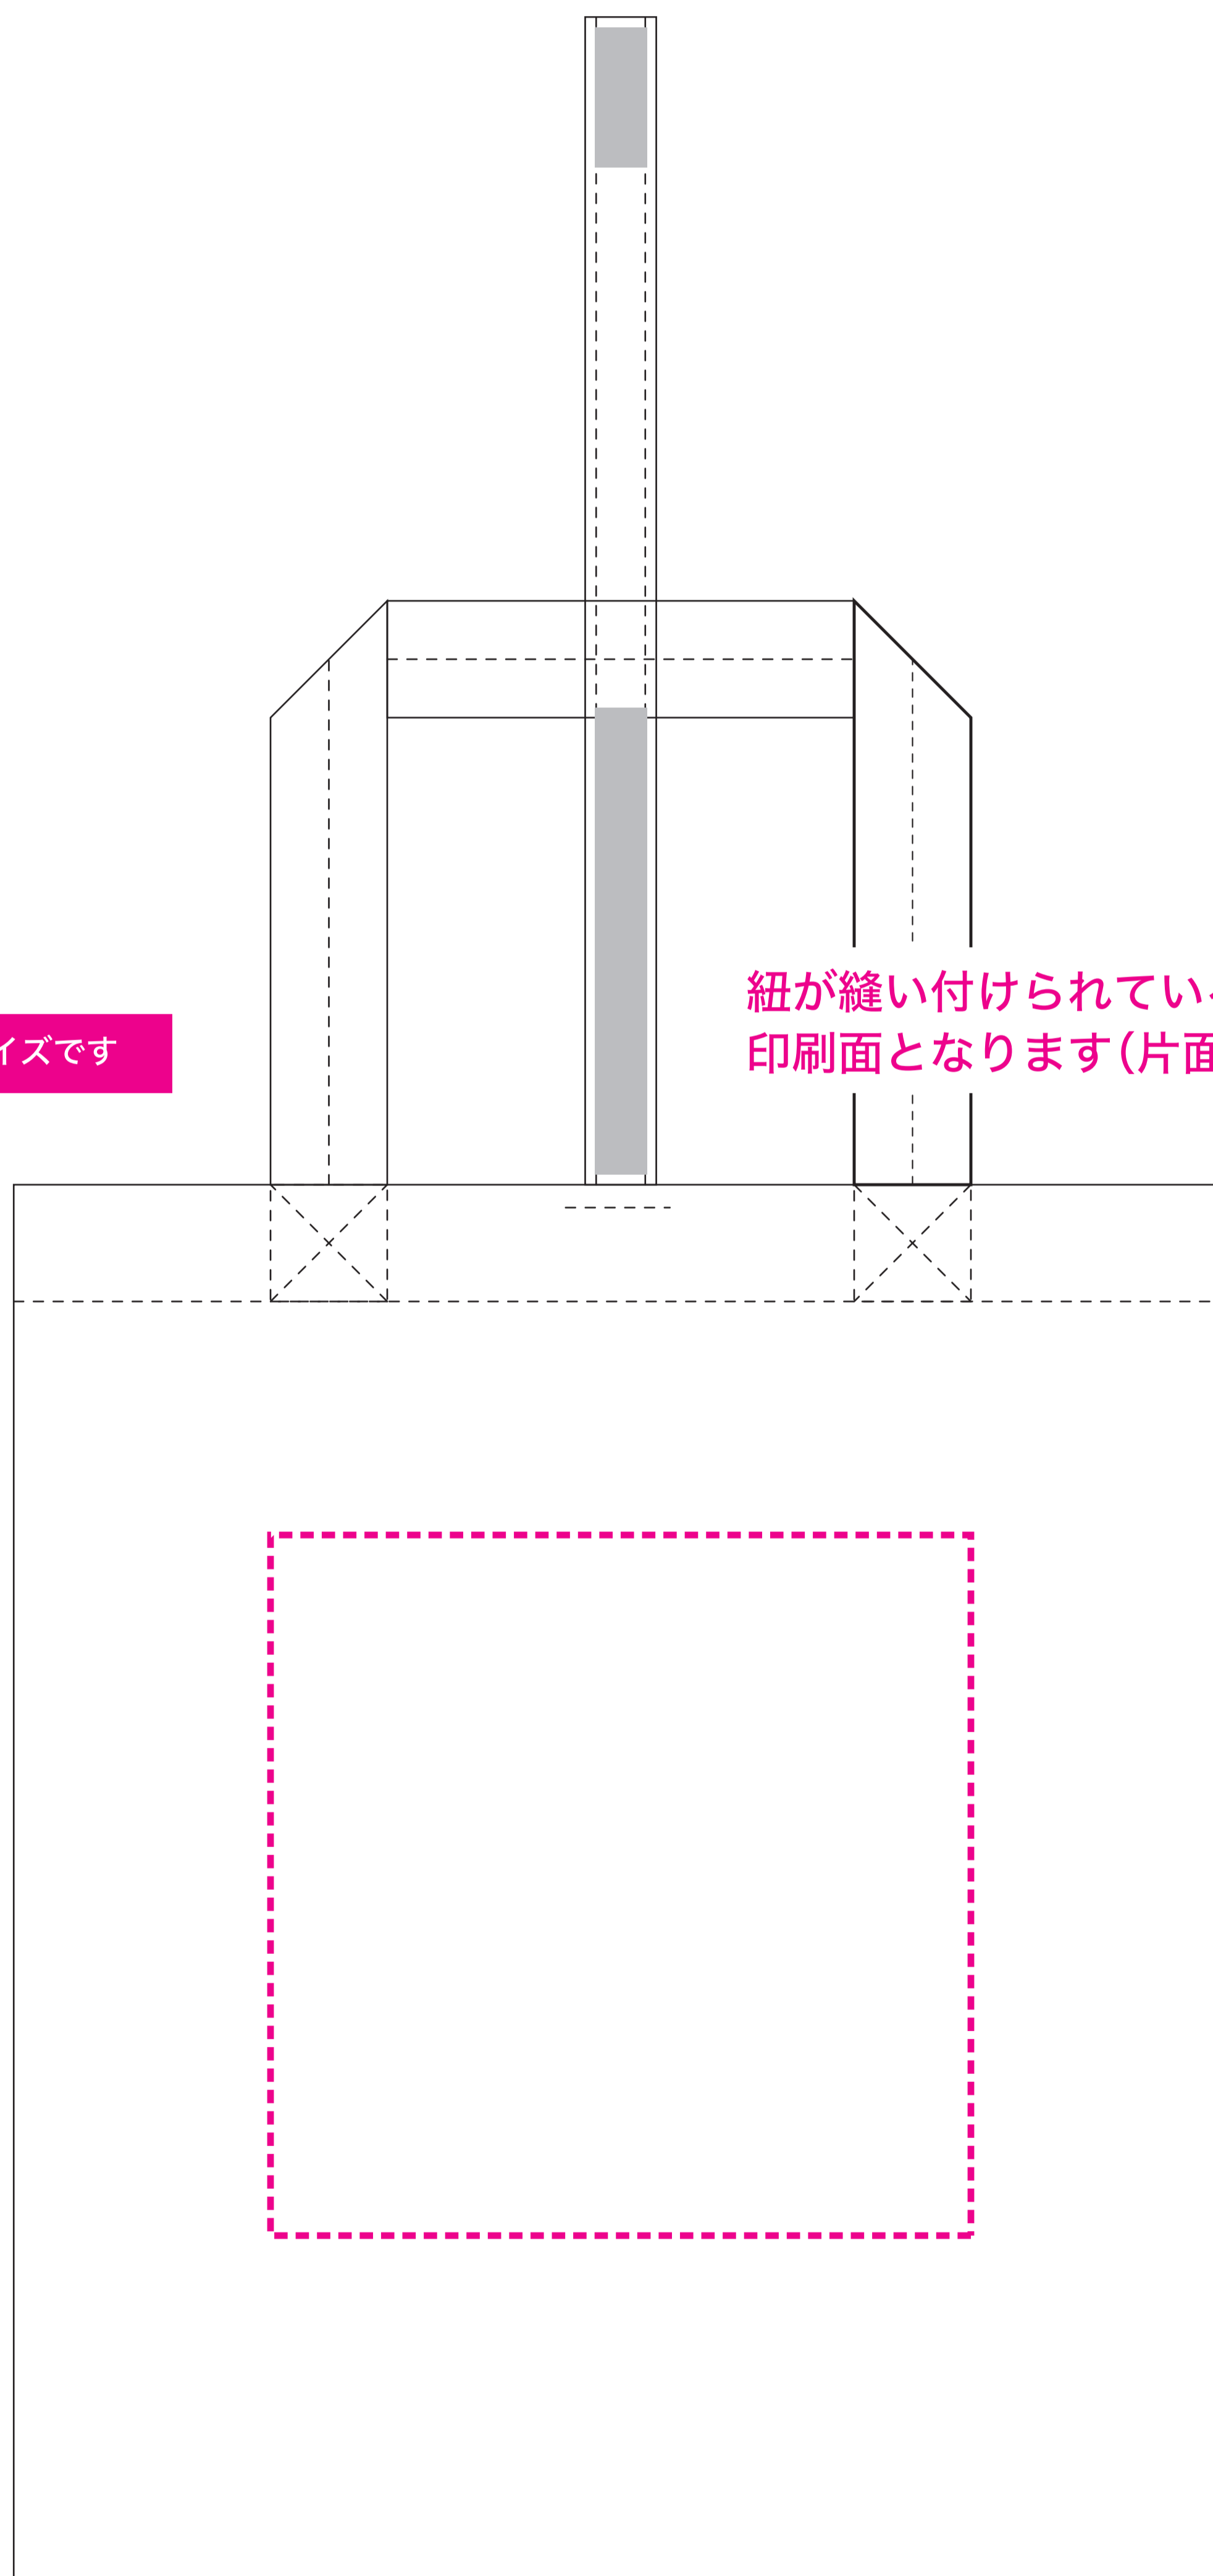 紐が縫い付けられてい
イズです
印刷面となります(片面